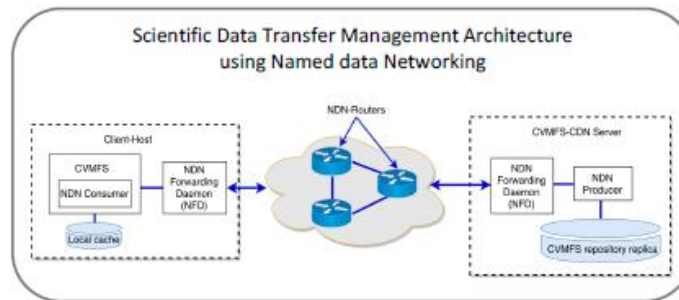 Scientific Data Transfer Management Architecture
using Named data Networking
NDN-Routers
Client-Host
CVMFS
NDN Consumer
Local cache
NDN
Forwarding
Daemon
(NFD)
CVMFS-CDN Server
NDN
Forwarding
Daemon
(NFD)
NDN
Producer
CVMFS repository replica